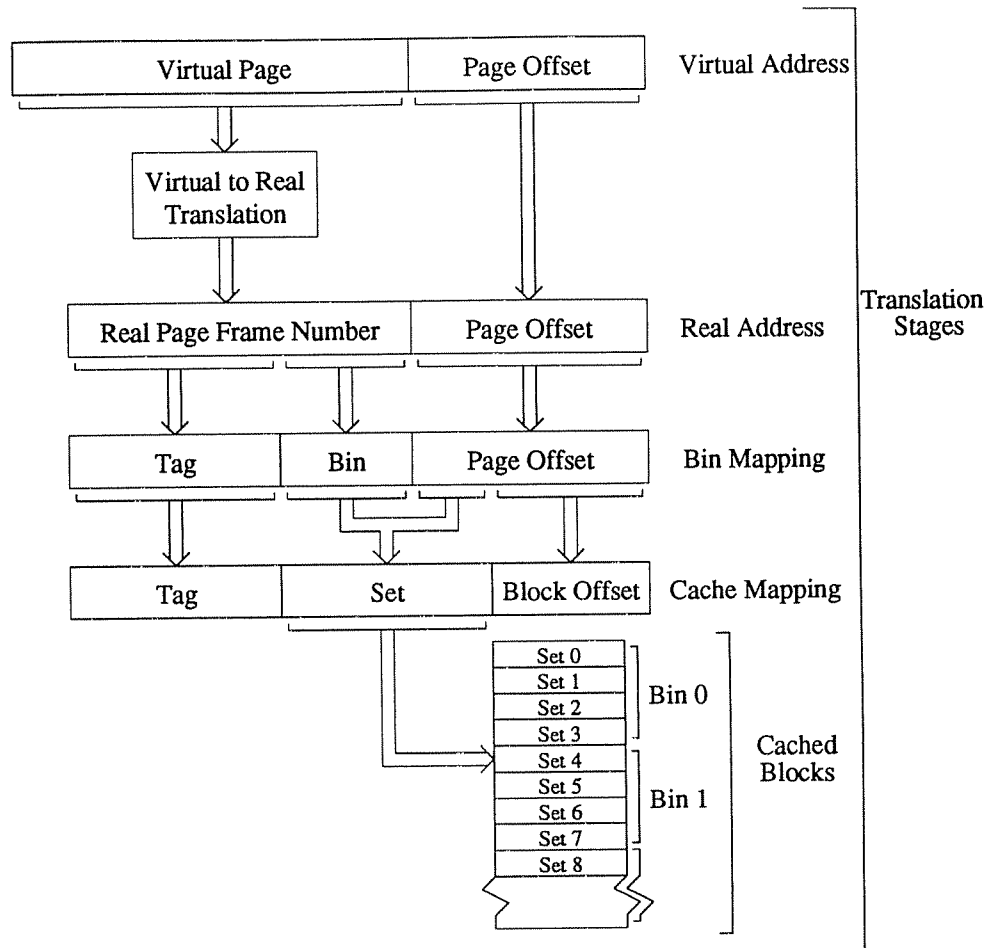 Virtual Page
Page Offset
Virtual Address
Virtual to Real
Translation
Real Page Frame Number
Page Offset
Real Address
Translation
Stages
Tag
Bin
Page Offset
Bin Mapping
Tag
Set
Block Offset
Cache Mapping
Set 0
Set 1
Set 2
Set 3
Set 4
Set 5
Set 6
Set 7
Set 8
Bin 0
Bin 1
Cached
Blocks